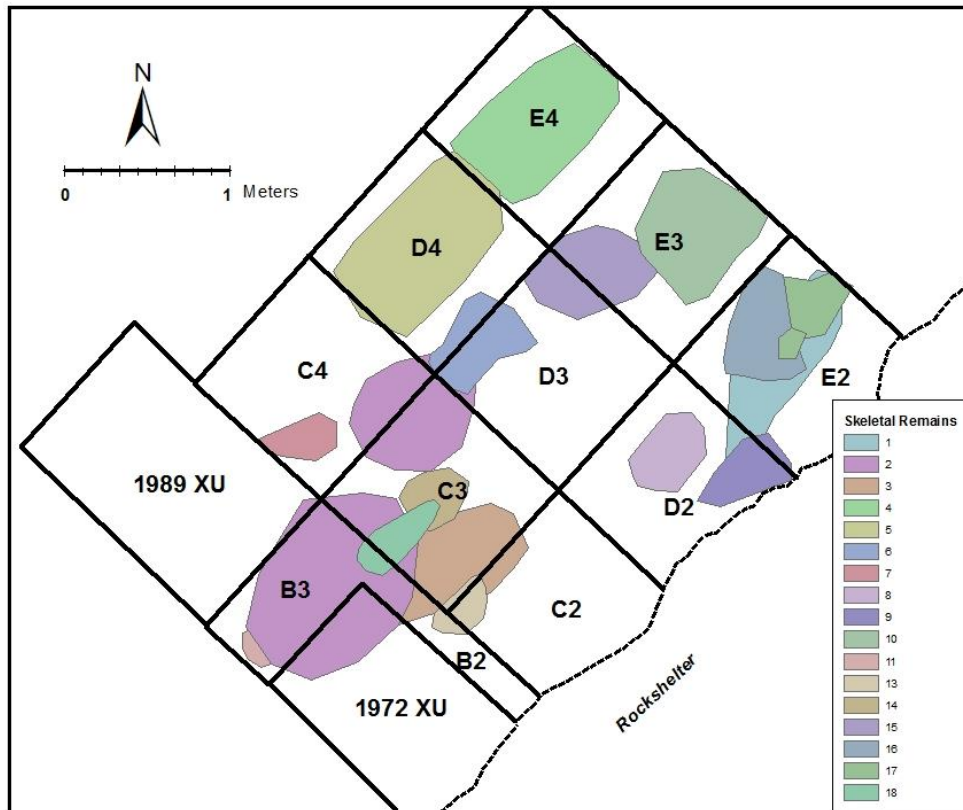 N
0 1 Meters
E4
D4
E3
C4
D3
E2
1989 XU
C3
D2
B3
C2
B2
1972 XU
Rockshelter
Skeletal Remains
1
2
3
4
5
6
7
8
9
10
11
13
14
15
16
17
18